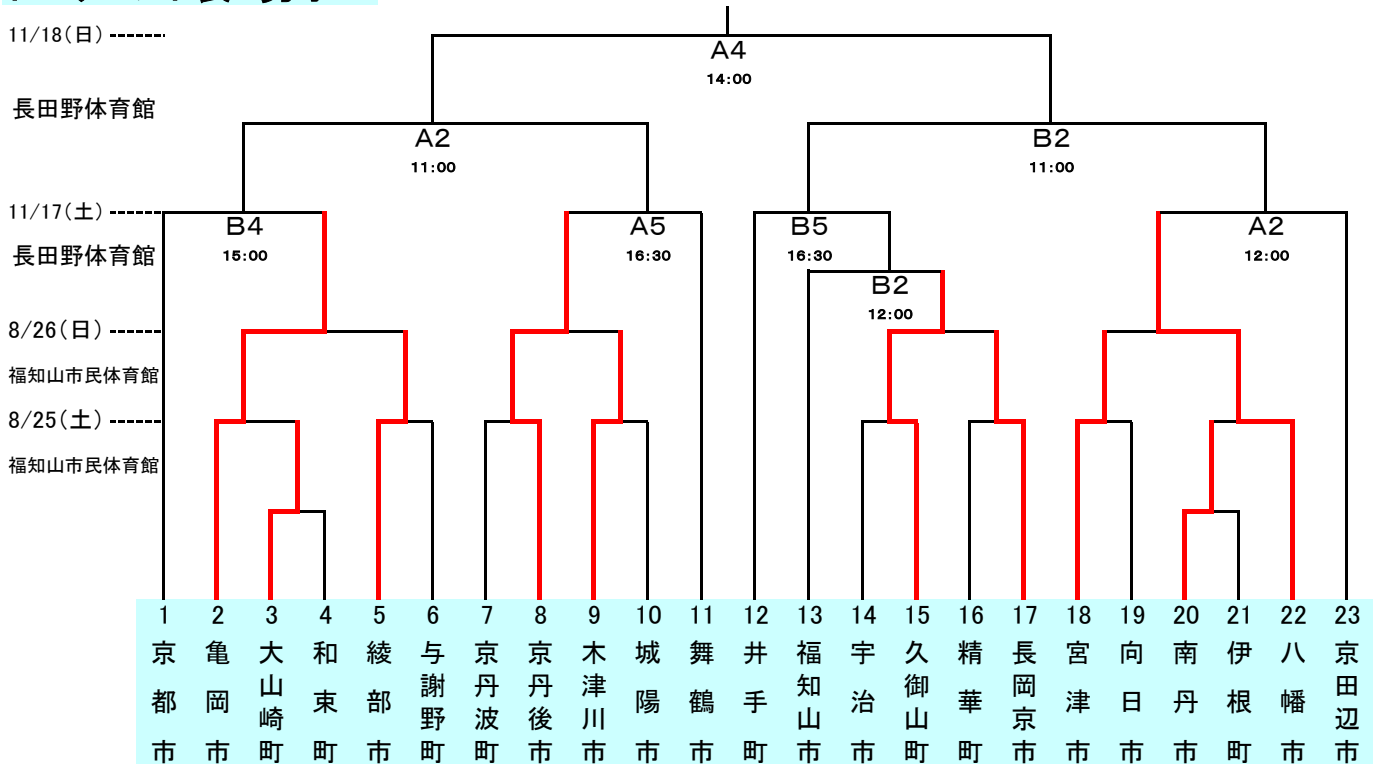 11/18(日)
A4
14:00
長田野体育館
A2
11:00
B2
11:00
11/17(土)
B4
15:00
A5
16:30
B5
16:30
A2
12:00
長田野体育館
B2
12:00
8/26(日)
福知山市民体育館
8/25(土)
福知山市民体育館
1 京都市
2 亀岡市
3 大山崎町
4 和束町
5 綾部市
6 与謝野町
7 京丹波町
8 京丹後市
9 木津川市
10 城陽市
11 舞鶴市
12 井手町
13 福知山市
14 宇治市
15 久御山町
16 精華町
17 長岡京市
18 宮津市
19 向日市
20 南丹市
21 伊根町
22 八幡市
23 京田辺市